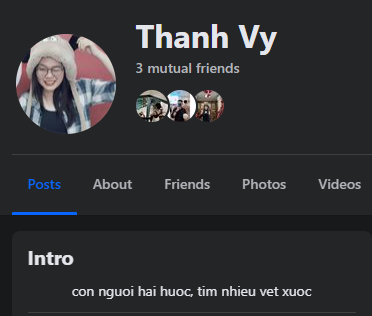 Thanh Vy
3 mutual friends
Posts About Friends Photos Videos
Intro
con nguoi hai huoc, tim nhieu vet xuoc